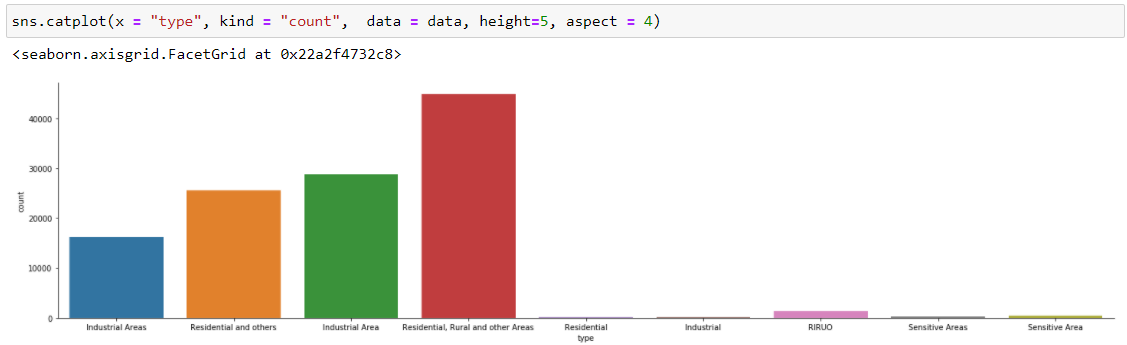 sns.catplot(x = "type", kind = "count",  data = data, height=5, aspect = 4)
<seaborn.axisgrid.FacetGrid at 0x22a2f4732c8>
40000
30000
20000
10000
0
count
Industrial Areas
Residential and others
Industrial Area
Residential, Rural and other Areas
Residential
Industrial
RIRUO
Sensitive Areas
Sensitive Area
type